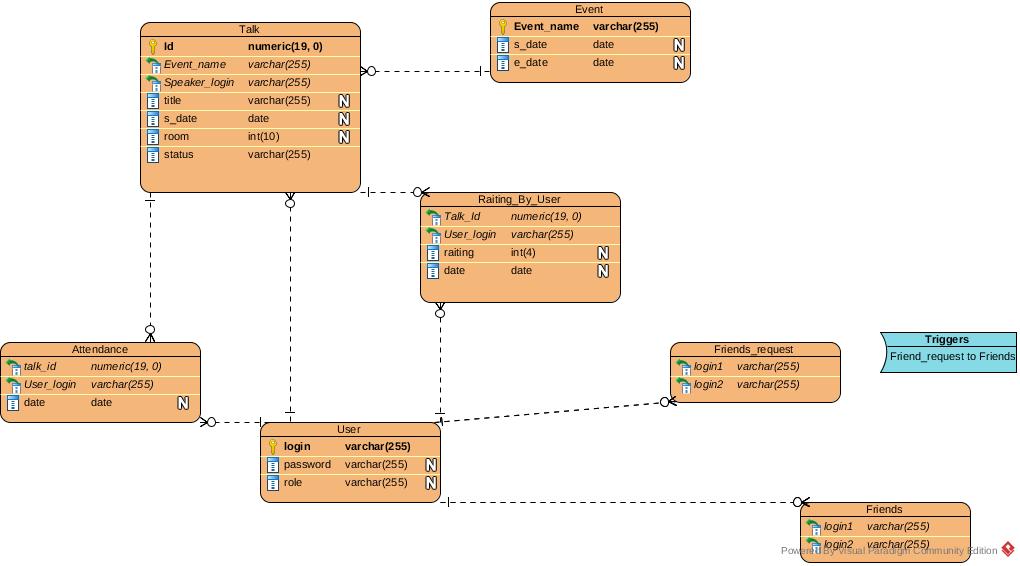 Event
Event_name varchar(255)
s_date date N
e_date date N
Talk
Id numeric(19, 0)
Event_name varchar(255)
Speaker_login varchar(255)
title varchar(255) N
s_date date N
room int(10) N
status varchar(255)
Raiting_By_User
Talk_Id numeric(19, 0)
User_login varchar(255)
raiting int(4) N
date date N
Attendance
talk_id numeric(19, 0)
User_login varchar(255)
date date N
Friends_request
login1 varchar(255)
login2 varchar(255)
Triggers
Friend_request to Friends
User
login varchar(255)
password varchar(255) N
role varchar(255) N
Friends
login1 varchar(255)
login2 varchar(255)
Powered By Visual Paradigm Community Edition